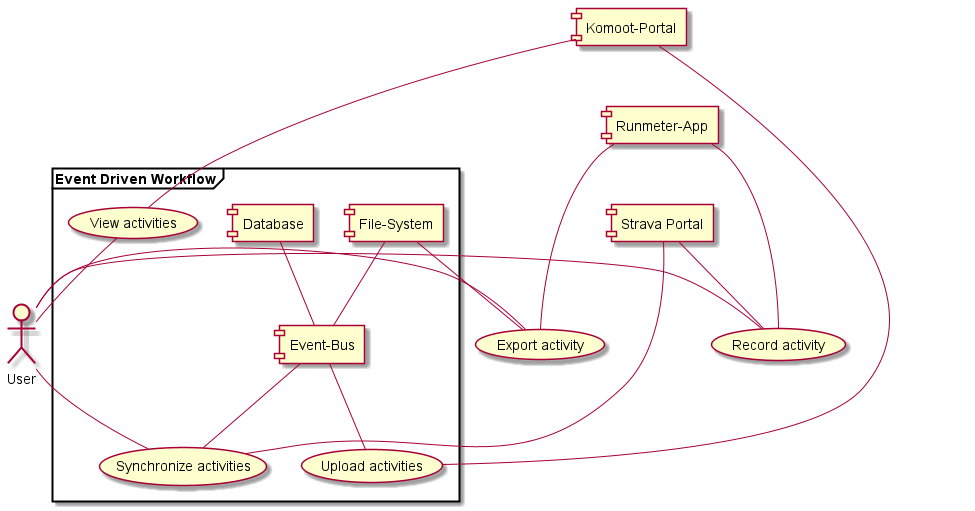 Komoot-Portal
Runmeter-App
Event Driven Workflow
View activities
Database
File-System
Strava Portal
User
Event-Bus
Export activity
Record activity
Synchronize activities
Upload activities